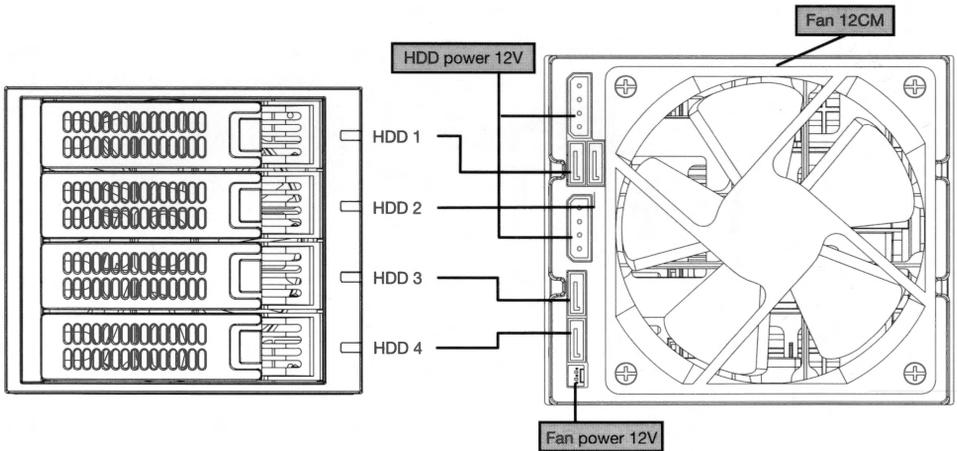 Fan 12CM
HDD power 12V
HDD 1
HDD 2
HDD 3
HDD 4
Fan power 12V